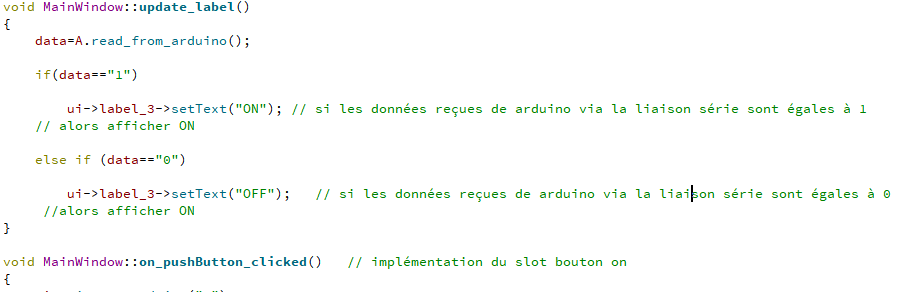 void MainWindow::update_label()
{
    data=A.read_from_arduino();
    if(data=="1")
        ui->label_3->setText("ON"); // si les données reçues de arduino via la liaison série sont égales à 1
    // alors afficher ON
    else if (data=="0")
        ui->label_3->setText("OFF");   // si les données reçues de arduino via la liaison série sont égales à 0
     //alors afficher ON
}
void MainWindow::on_pushButton_clicked()   // implémentation du slot bouton on
{